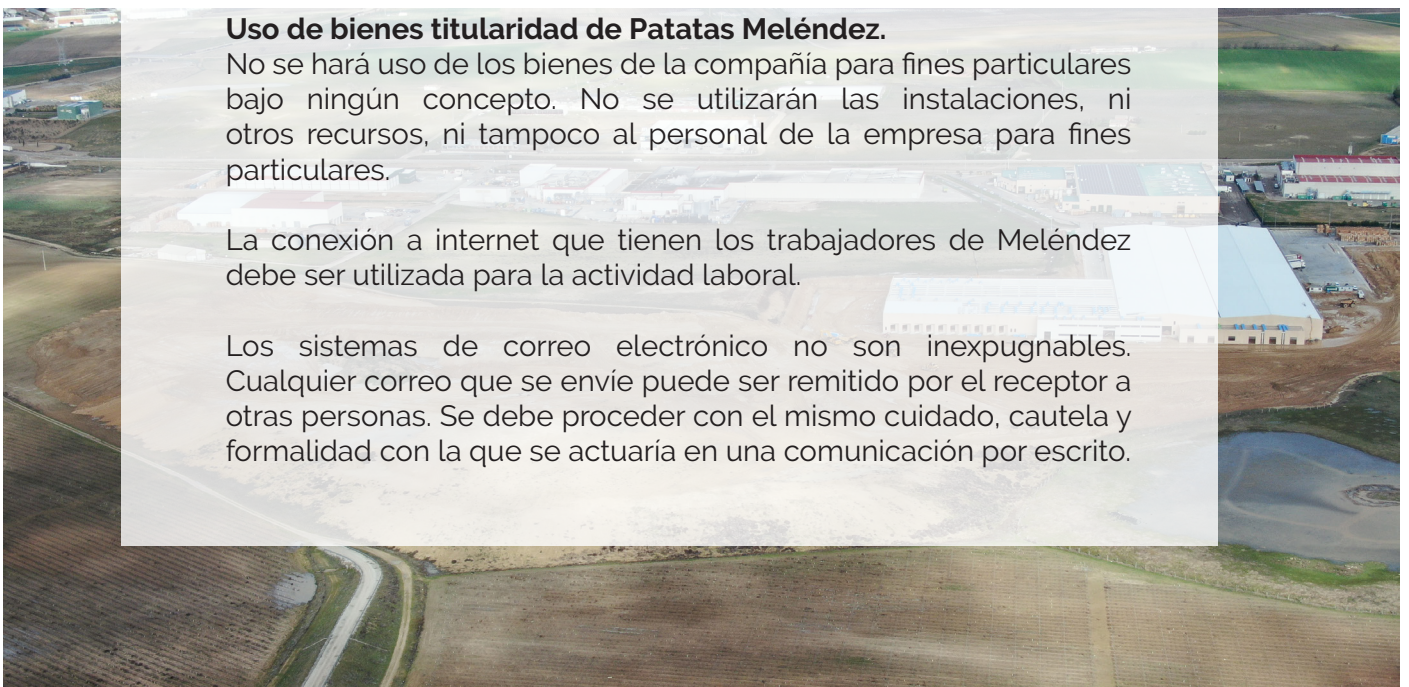 Uso de bienes titularidad de Patatas Meléndez.
No se hará uso de los bienes de la compañía para fines particulares
bajo ningún concepto. No se utilizarán las instalaciones, ni
otros recursos, ni tampoco al personal de la empresa para fines
particulares.
La conexión a internet que tienen los trabajadores de Meléndez
debe ser utilizada para la actividad laboral.
Los sistemas de correo electrónico no son inexpugnables.
Cualquier correo que se envíe puede ser remitido por el receptor a
otras personas. Se debe proceder con el mismo cuidado, cautela y
formalidad con la que se actuaría en una comunicación por escrito.